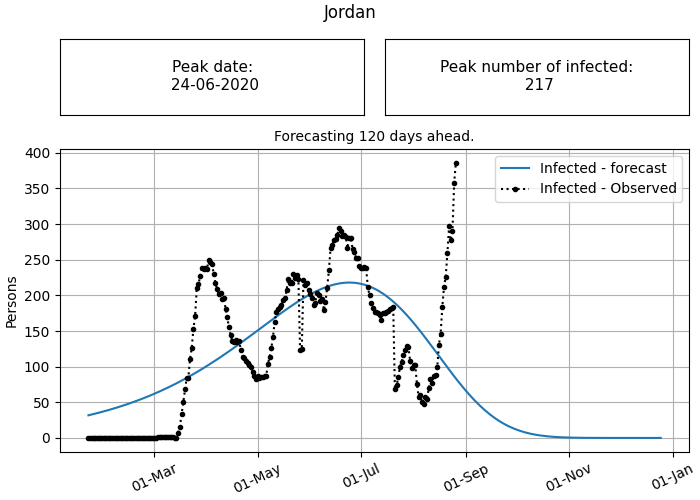 Jordan
Peak date:
24-06-2020
Peak number of infected:
217
Forecasting 120 days ahead.
Persons
400
350
300
250
200
150
100
50
0
Infected - forecast
Infected - Observed
01-Mar
01-May
01-Jul
01-Sep
01-Nov
01-Jan